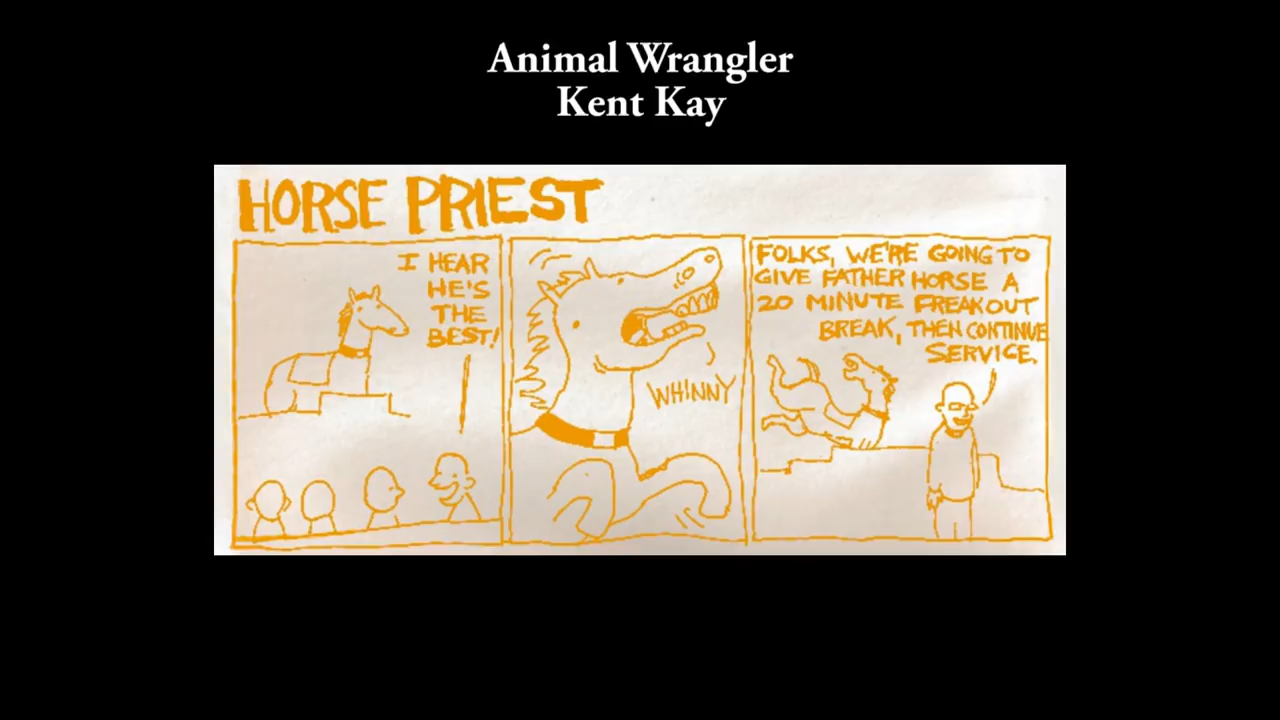 Animal Wrangler
Kent Kay
HORSE PRIEST
I HEAR
HE'S
THE
BEST!
WHINNY
FOLKS, WE'RE GOING TO
GIVE FATHER HORSE A
20 MINUTE FREAKOUT
BREAK, THEN CONTINUE
SERVICE.